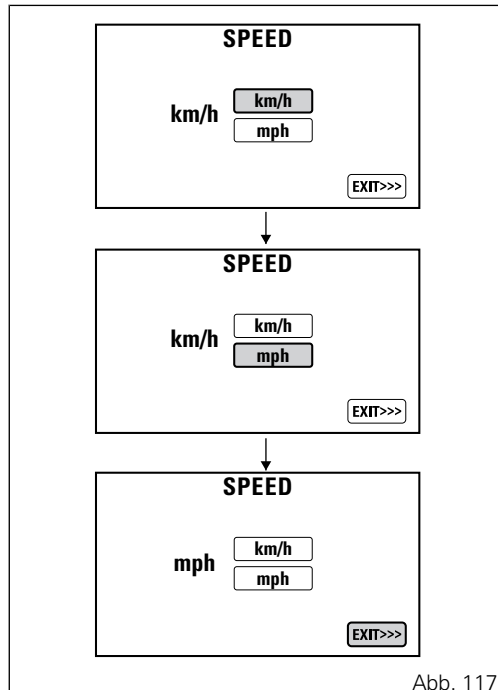 SPEED
km/h
km/h
mph
EXIT>>>
SPEED
km/h
km/h
mph
EXIT>>>
SPEED
mph
km/h
mph
EXIT>>>
Abb. 117